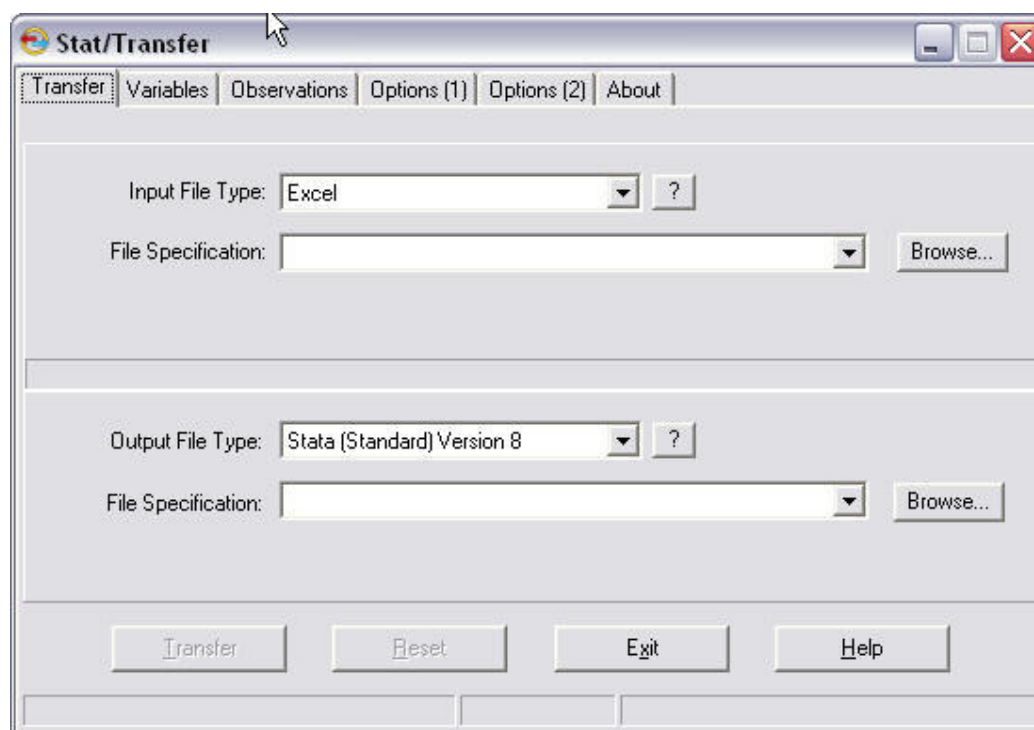 Stat/Transfer
Transfer Variables Observations Options (1) Options (2) About
Input File Type: Excel ?
File Specification: Browse...
Output File Type: Stata (Standard) Version 8 ?
File Specification: Browse...
Transfer Reset Exit Help